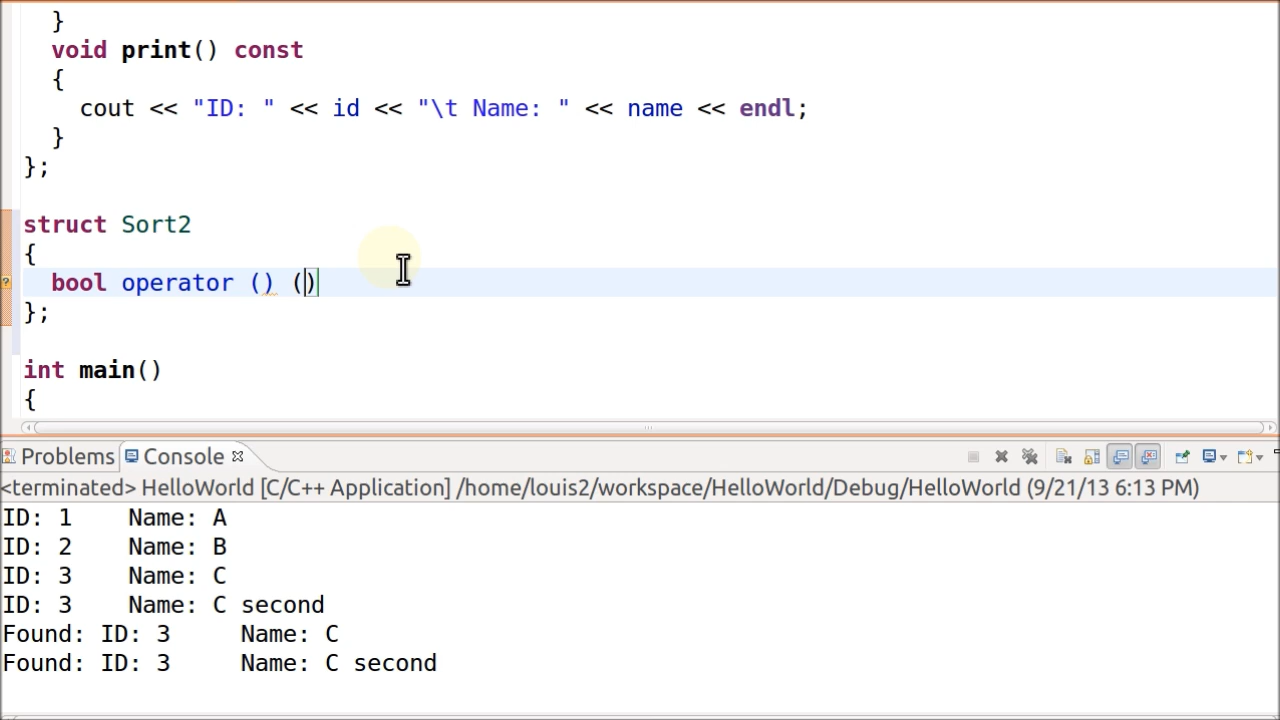 }
void print() const
{
cout << "ID: " << id << "\t Name: " << name << endl;
}
};
struct Sort2
{
bool operator () ()
};
int main()
{
Problems Console
<terminated> HelloWorld [C/C++ Application] /home/louis2/workspace/HelloWorld/Debug/HelloWorld (9/21/13 6:13 PM)
ID: 1 Name: A
ID: 2 Name: B
ID: 3 Name: C
ID: 3 Name: C second
Found: ID: 3 Name: C
Found: ID: 3 Name: C second